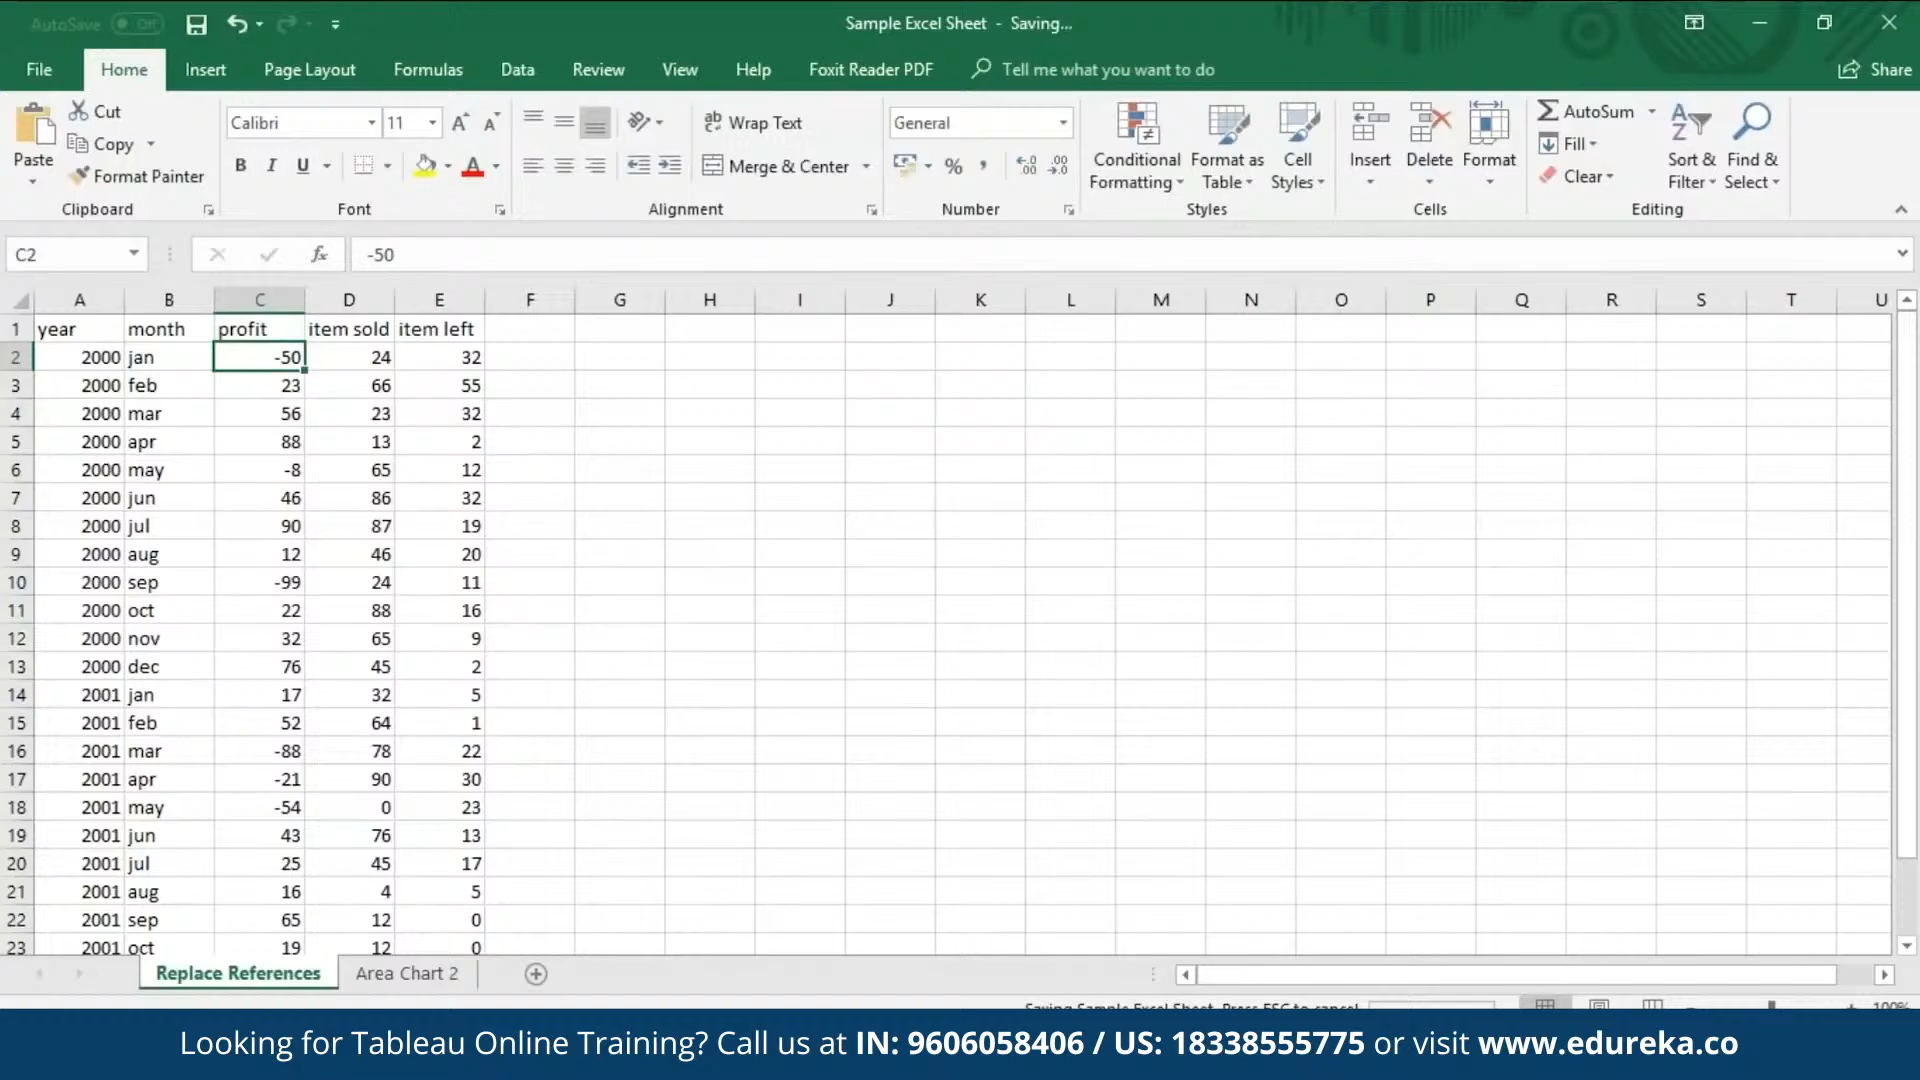 AutoSave Off
Sample Excel Sheet - Saving...
File Home Insert Page Layout Formulas Data Review View Help Foxit Reader PDF Tell me what you want to do Share
Paste Cut Copy Format Painter
Calibri 11
B I U A
Wrap Text
Merge & Center
General
% ,
Conditional Formatting
Format as Table
Cell Styles
Insert Delete Format
AutoSum
Fill
Clear
Sort & Filter
Find & Select
Clipboard Font Alignment Number Styles Cells Editing
C2 fx -50
A B C D E F G H I J K L M N O P Q R S T U
1 year month profit item sold item left
2 2000 jan -50 24 32
3 2000 feb 23 66 55
4 2000 mar 56 23 32
5 2000 apr 88 13 2
6 2000 may -8 65 12
7 2000 jun 46 86 32
8 2000 jul 90 87 19
9 2000 aug 12 46 20
10 2000 sep -99 24 11
11 2000 oct 22 88 16
12 2000 nov 32 65 9
13 2000 dec 76 45 2
14 2001 jan 17 32 5
15 2001 feb 52 64 1
16 2001 mar -88 78 22
17 2001 apr -21 90 30
18 2001 may -54 0 23
19 2001 jun 43 76 13
20 2001 jul 25 45 17
21 2001 aug 16 4 5
22 2001 sep 65 12 0
23 2001 oct 19 12 0
Replace References Area Chart 2
Saving Sample Excel Sheet. Press ESC to cancel. 100%
Looking for Tableau Online Training? Call us at IN: 9606058406 / US: 18338555775 or visit www.edureka.co